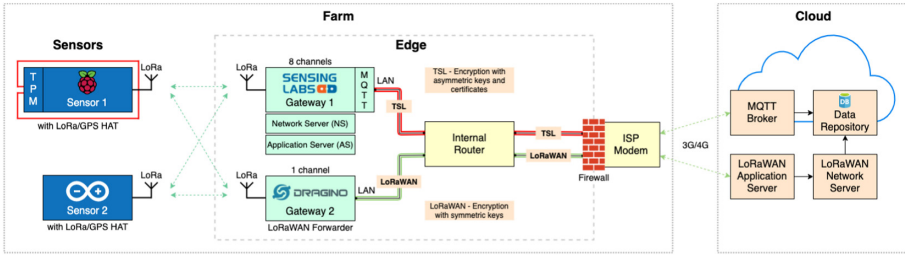 Farm
Cloud
Sensors
Edge
TPM
Sensor 1
with LoRa/GPS HAT
LoRa
LoRa
8 channels
SENSING
LABS
Gateway 1
MQTT
LAN
TSL
Network Server (NS)
Application Server (AS)
TSL - Encryption with
asymmetric keys and
certificates
Internal
Router
TSL
LoRaWAN
Firewall
ISP
Modem
3G/4G
MQTT
Broker
DB
Data
Repository
LoRaWAN
Application
Server
LoRaWAN
Network
Server
Sensor 2
with LoRa/GPS HAT
LoRa
LoRa
1 channel
DRAGINO
Gateway 2
LoRaWAN Forwarder
LAN
LoRaWAN
LoRaWAN - Encryption
with symmetric keys